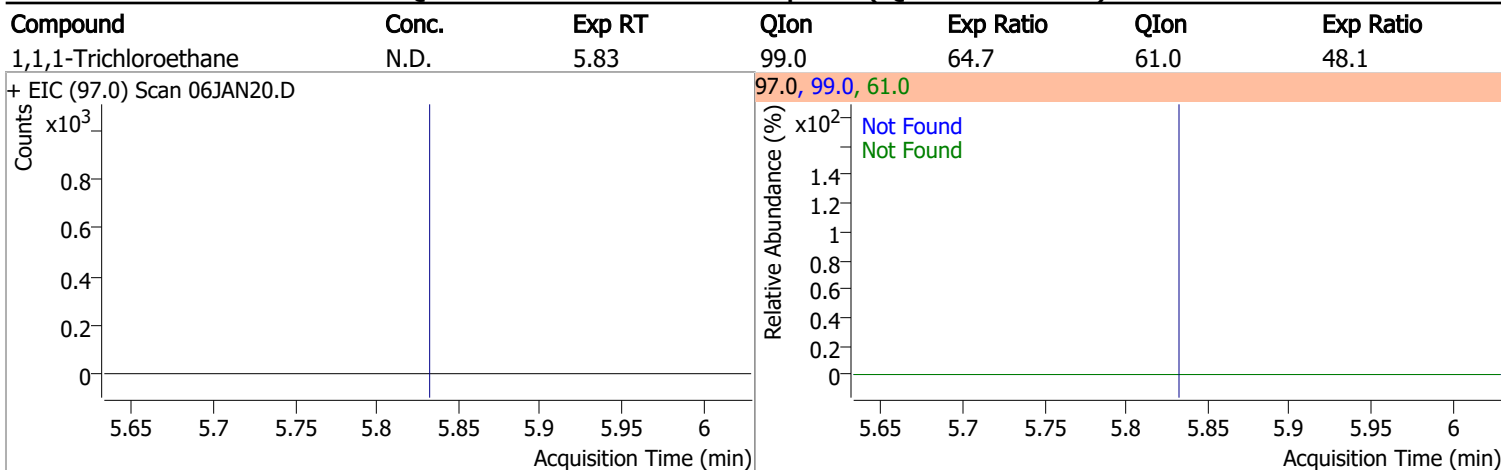 Compound Conc. Exp RT QIon Exp Ratio QIon Exp Ratio
1,1,1-Trichloroethane N.D. 5.83 99.0 64.7 61.0 48.1
+ EIC (97.0) Scan 06JAN20.D
Counts
x10³
0.8
0.6
0.4
0.2
0
5.65 5.7 5.75 5.8 5.85 5.9 5.95 6
Acquisition Time (min)
97.0, 99.0, 61.0
Relative Abundance (%)
x10²
Not Found
Not Found
1.4
1.2
1
0.8
0.6
0.4
0.2
0
5.65 5.7 5.75 5.8 5.85 5.9 5.95 6
Acquisition Time (min)